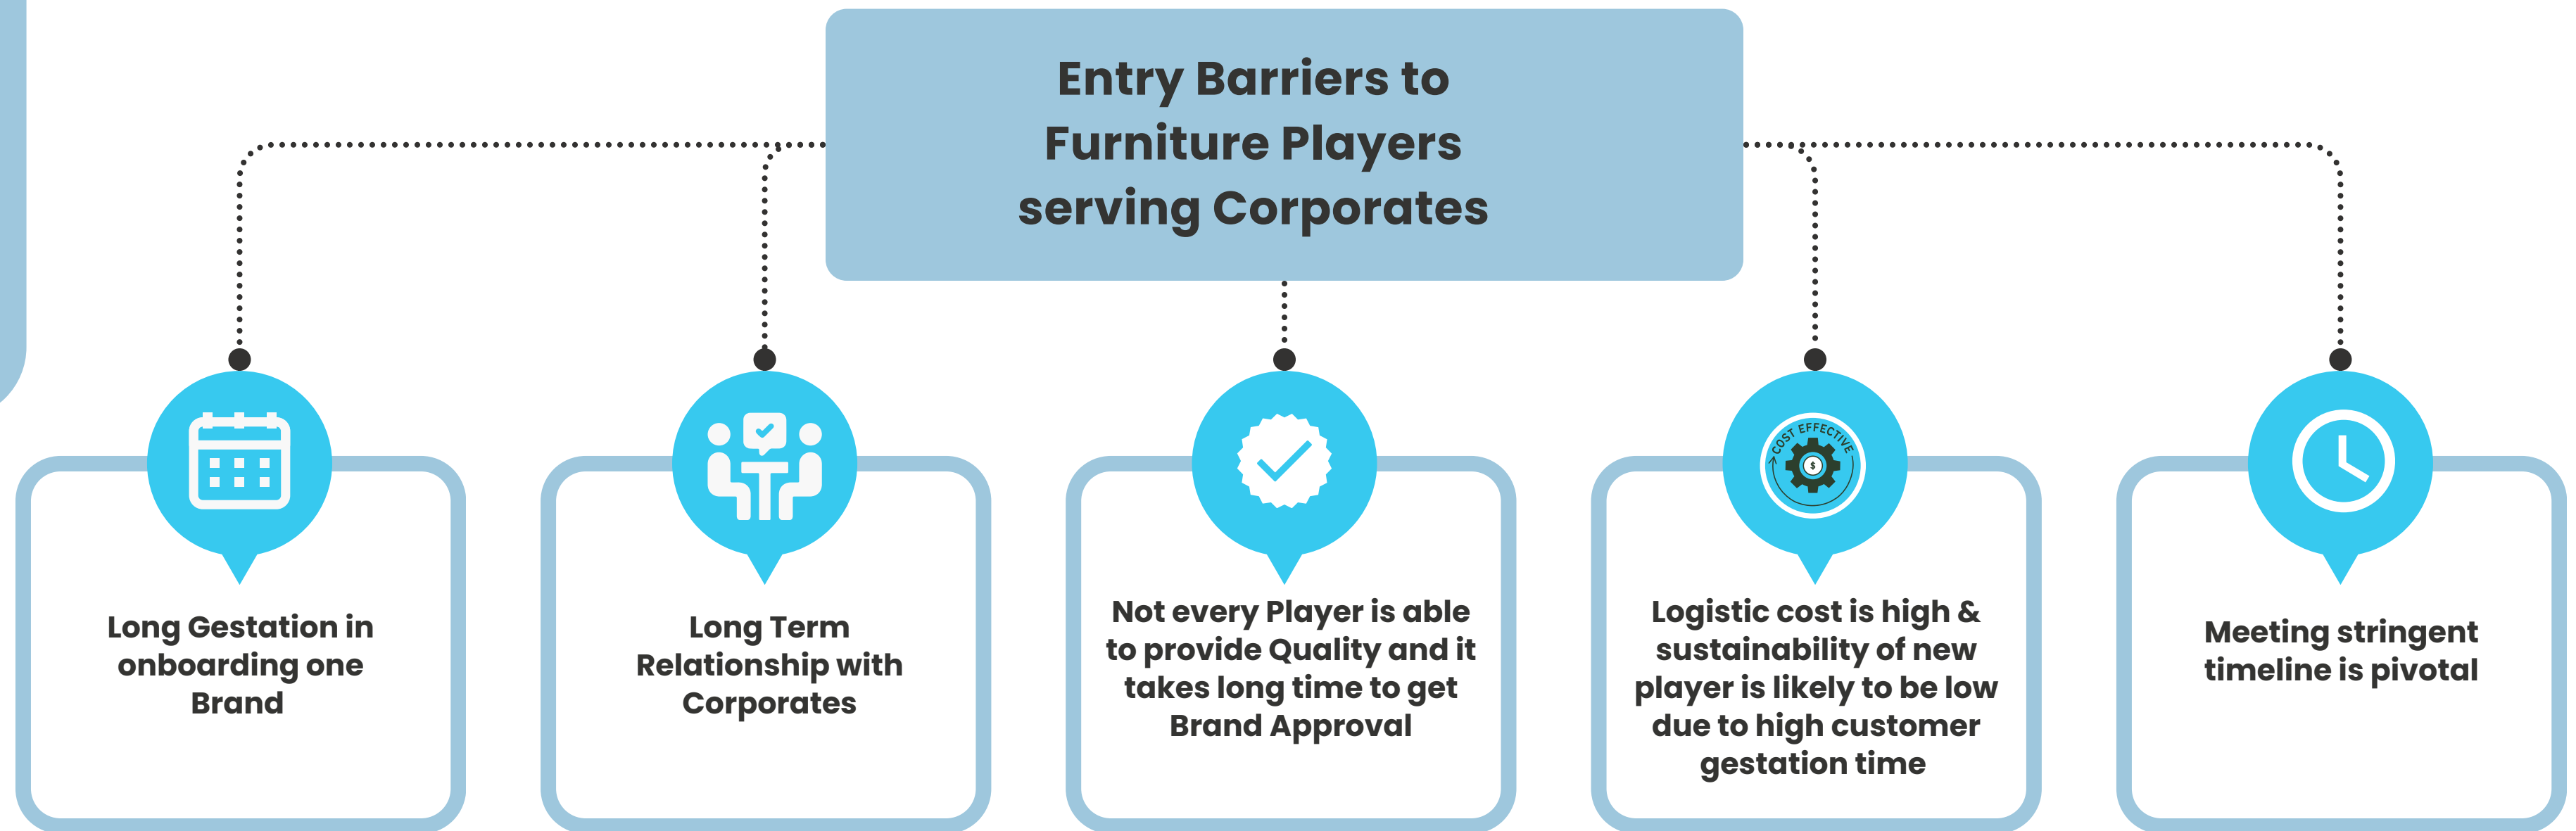 Entry Barriers to
Furniture Players
serving Corporates
Long Gestation in
onboarding one
Brand
Long Term
Relationship with
Corporates
Not every Player is able
to provide Quality and it
takes long time to get
Brand Approval
COST EFFECTIVE
$
Logistic cost is high &
sustainability of new
player is likely to be low
due to high customer
gestation time
Meeting stringent
timeline is pivotal